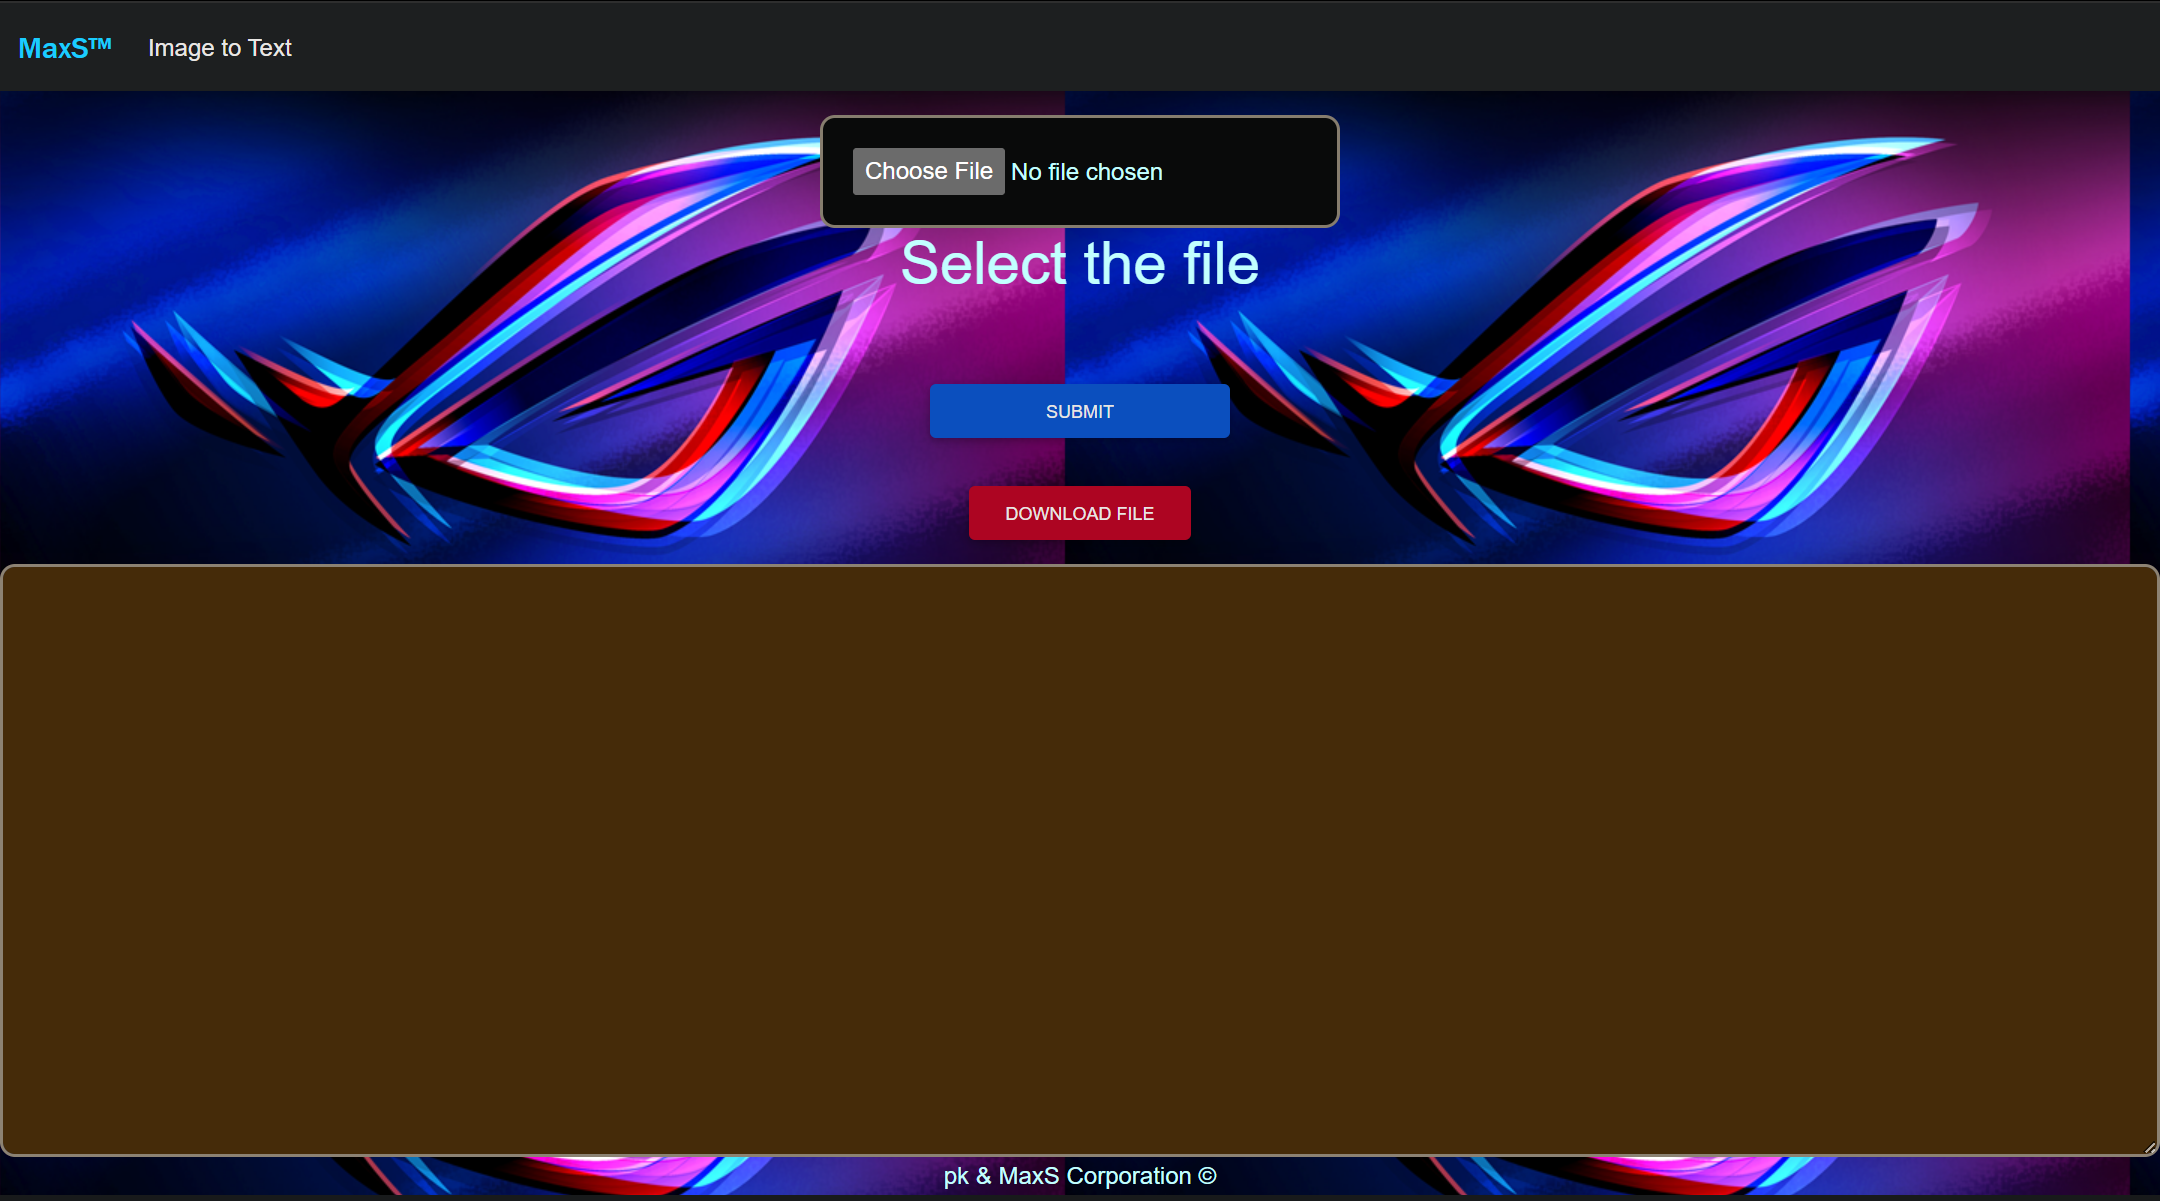 MaxS™ Image to Text
Choose File No file chosen
Select the file
SUBMIT
DOWNLOAD FILE
pk & MaxS Corporation ©